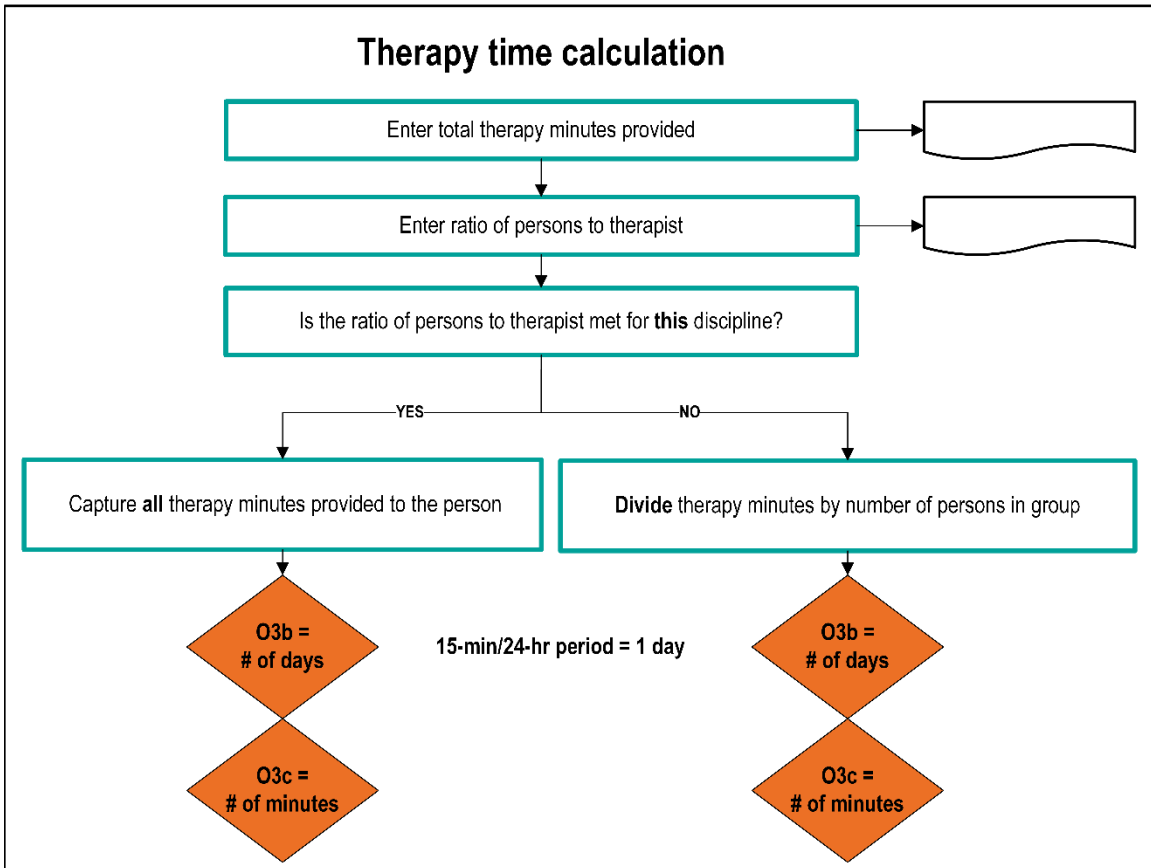 Therapy time calculation
Enter total therapy minutes provided
Enter ratio of persons to therapist
Is the ratio of persons to therapist met for this discipline?
YES
NO
Capture all therapy minutes provided to the person
Divide therapy minutes by number of persons in group
O3b =
# of days
15-min/24-hr period = 1 day
O3b =
# of days
O3c =
# of minutes
O3c =
# of minutes